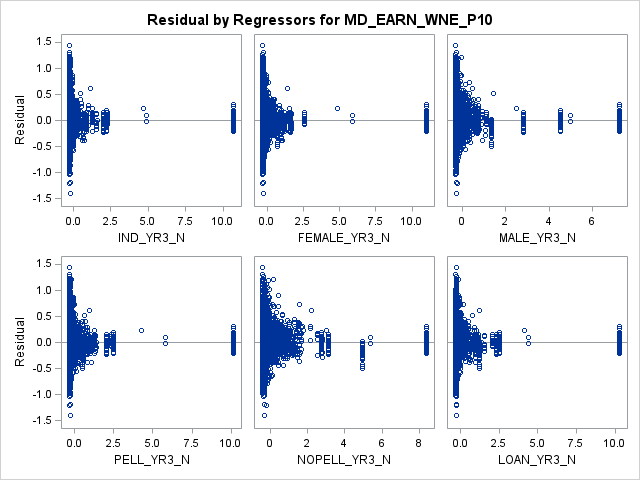 Residual by Regressors for MD_EARN_WNE_P10
1.5
1.0
0.5
0.0
-0.5
-1.0
-1.5
Residual
0.0 2.5 5.0 7.5 10.0
IND_YR3_N
0.0 2.5 5.0 7.5 10.0
FEMALE_YR3_N
0 2 4 6
MALE_YR3_N
1.5
1.0
0.5
0.0
-0.5
-1.0
-1.5
Residual
0.0 2.5 5.0 7.5 10.0
PELL_YR3_N
0 2 4 6 8
NOPELL_YR3_N
0.0 2.5 5.0 7.5 10.0
LOAN_YR3_N